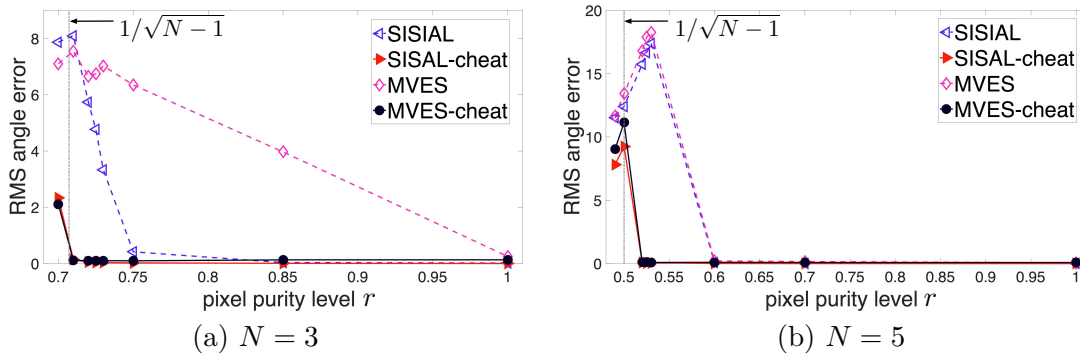 1/√N − 1
SISIAL
SISAL-cheat
MVES
MVES-cheat
RMS angle error
8
6
4
2
0
0.7 0.75 0.8 0.85 0.9 0.95 1
pixel purity level r
(a) N = 3
1/√N − 1
SISIAL
SISAL-cheat
MVES
MVES-cheat
RMS angle error
20
15
10
5
0
0.5 0.55 0.6 0.65 0.7 0.75 0.8 0.85 0.9 0.95 1
pixel purity level r
(b) N = 5